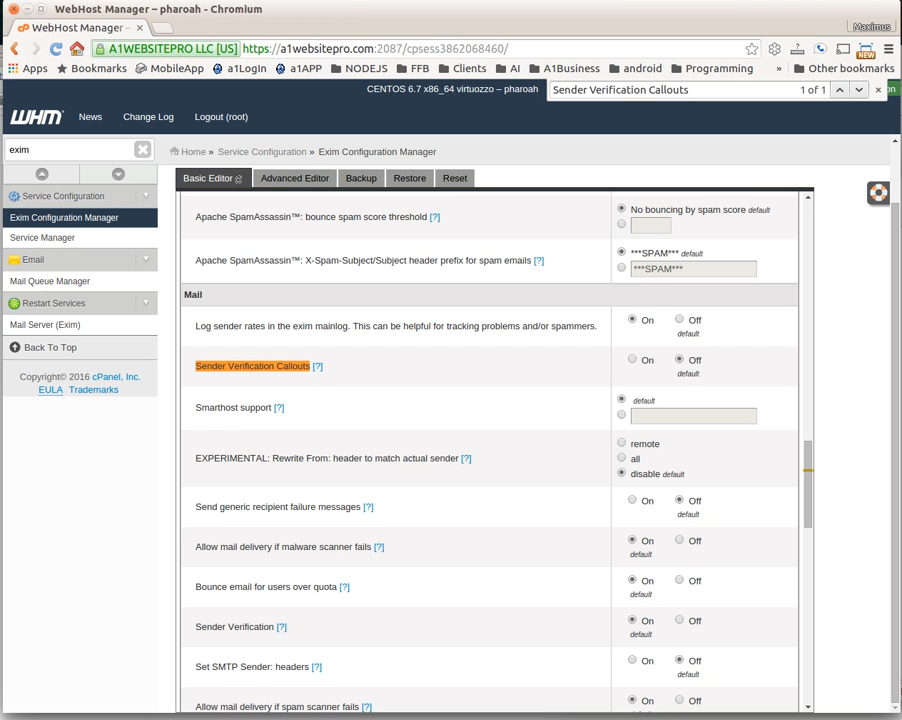 WebHost Manager – pharoah - Chromium
WebHost Manager -
Maximus
A1WEBSITEPRO LLC [US] https://a1websitepro.com:2087/cpsess3862068460/
NEW
Apps Bookmarks MobileApp a1LogIn a1APP NODEJS FFB Clients AI A1Business android Programming » Other bookmarks
CENTOS 6.7 x86_64 virtuozzo – pharoah
Sender Verification Callouts 1 of 1
on
WHM News Change Log Logout (root)
exim
Home » Service Configuration » Exim Configuration Manager
Basic Editor Advanced Editor Backup Restore Reset
Service Configuration
Exim Configuration Manager
Service Manager
Email
Mail Queue Manager
Restart Services
Mail Server (Exim)
Back To Top
Copyright© 2016 cPanel, Inc.
EULA Trademarks
Apache SpamAssassin™: bounce spam score threshold [?]
No bouncing by spam score default
Apache SpamAssassin™: X-Spam-Subject/Subject header prefix for spam emails [?]
***SPAM*** default
***SPAM***
Mail
Log sender rates in the exim mainlog. This can be helpful for tracking problems and/or spammers.
On Off
default
Sender Verification Callouts [?]
On Off
default
Smarthost support [?]
default
EXPERIMENTAL: Rewrite From: header to match actual sender [?]
remote
all
disable default
Send generic recipient failure messages [?]
On Off
default
Allow mail delivery if malware scanner fails [?]
On Off
default
Bounce email for users over quota [?]
On Off
default
Sender Verification [?]
On Off
default
Set SMTP Sender: headers [?]
On Off
default
Allow mail delivery if spam scanner fails [?]
On Off